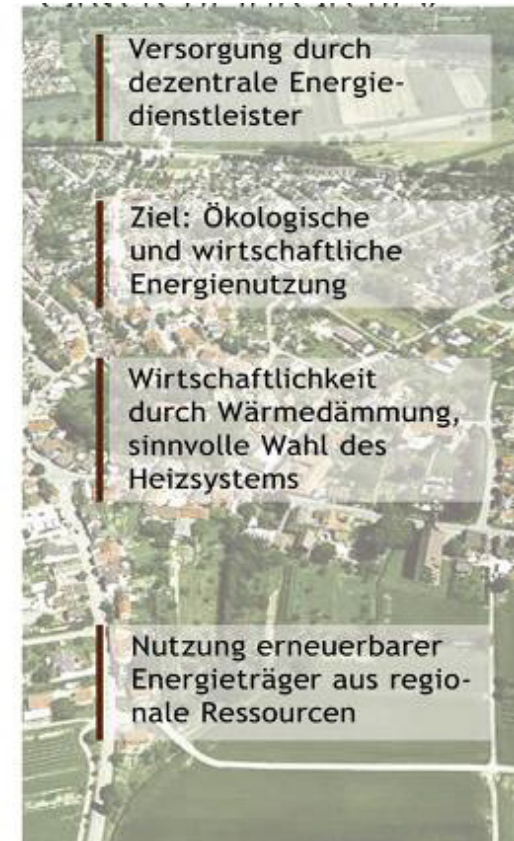 Versorgung durch
dezentrale Energie-
dienstleister
Ziel: Ökologische
und wirtschaftliche
Energienutzung
Wirtschaftlichkeit
durch Wärmedämmung,
sinnvolle Wahl des
Heizsystems
Nutzung erneuerbarer
Energieträger aus regio-
nale Ressourcen